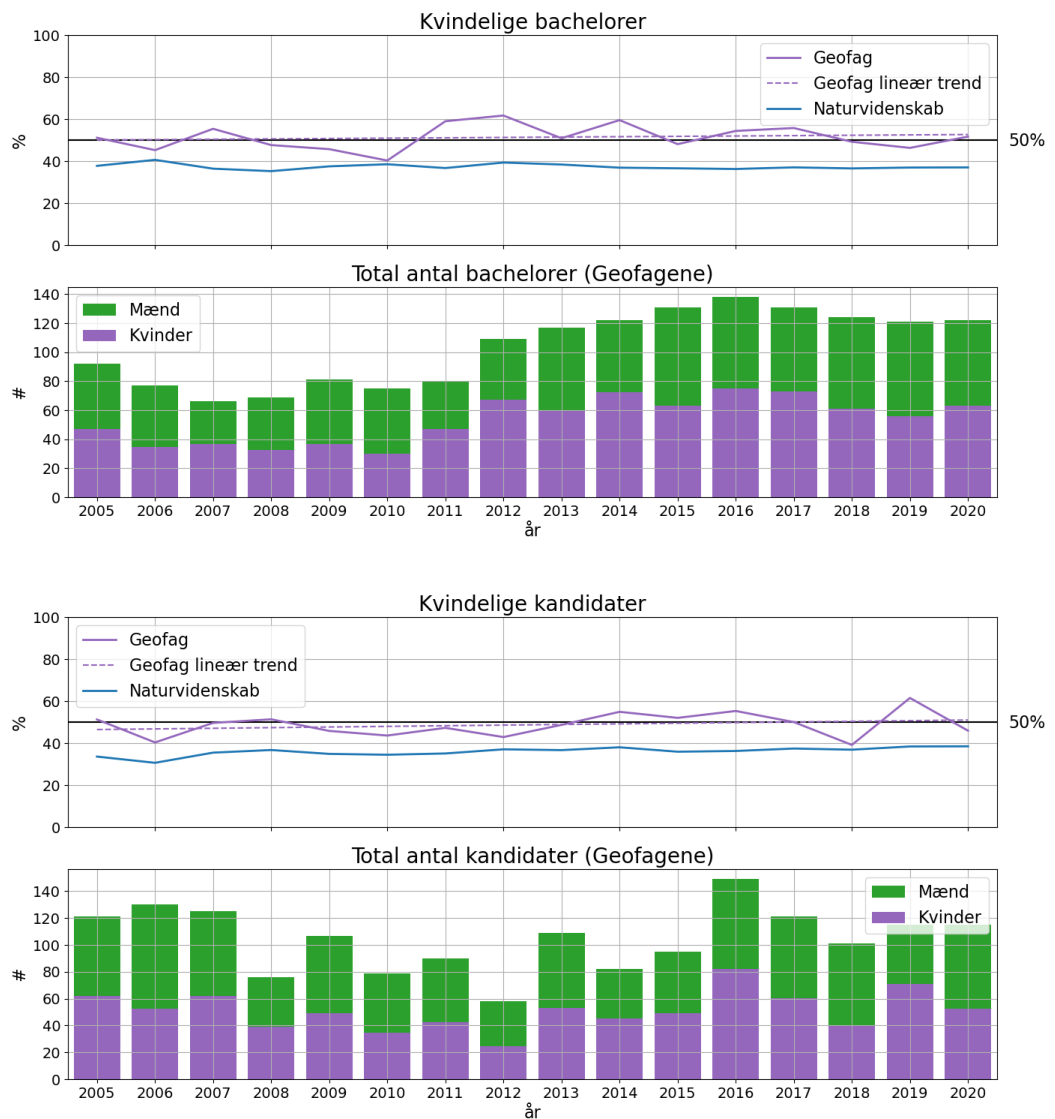 Kvindelige bachelorer
100
80
60
40
20
0
%
50%
Geofag
Geofag lineær trend
Naturvidenskab
Total antal bachelorer (Geofagene)
140
120
100
80
60
40
20
0
#
Mænd
Kvinder
2005 2006 2007 2008 2009 2010 2011 2012 2013 2014 2015 2016 2017 2018 2019 2020
år
Kvindelige kandidater
100
80
60
40
20
0
%
50%
Geofag
Geofag lineær trend
Naturvidenskab
Total antal kandidater (Geofagene)
140
120
100
80
60
40
20
0
#
Mænd
Kvinder
2005 2006 2007 2008 2009 2010 2011 2012 2013 2014 2015 2016 2017 2018 2019 2020
år